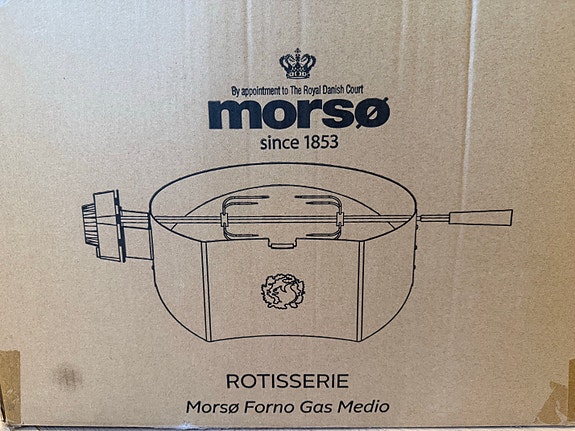 By appointment to The Royal Danish Court
morsø
since 1853
ROTISSERIE
Morsø Forno Gas Medio